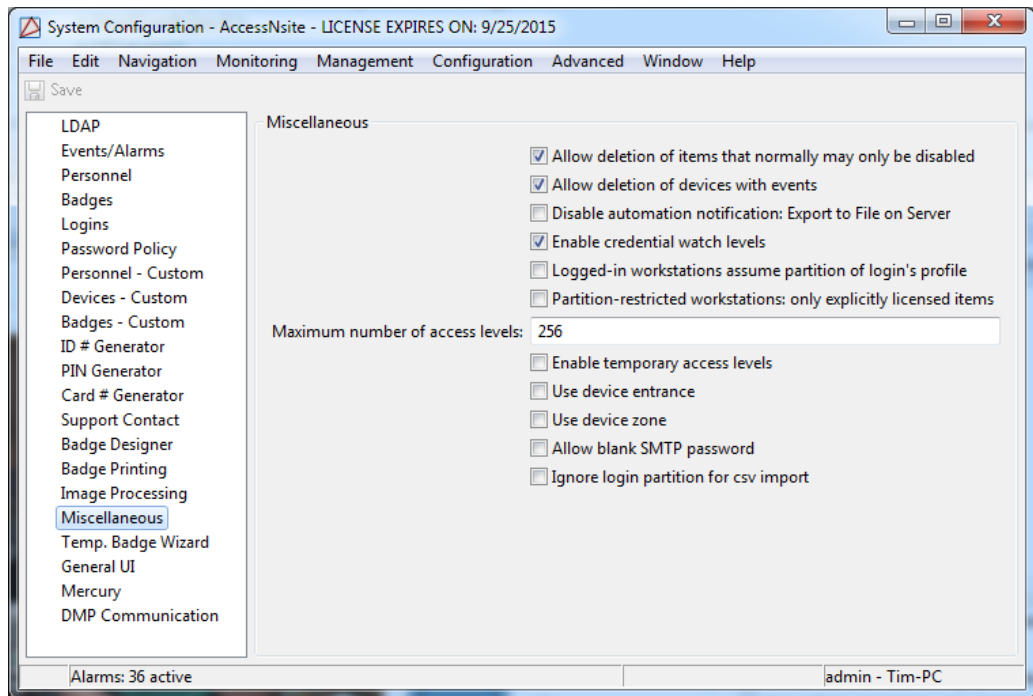 System Configuration - AccessNsite - LICENSE EXPIRES ON: 9/25/2015
File Edit Navigation Monitoring Management Configuration Advanced Window Help
Save
LDAP
Events/Alarms
Personnel
Badges
Logins
Password Policy
Personnel - Custom
Devices - Custom
Badges - Custom
ID # Generator
PIN Generator
Card # Generator
Support Contact
Badge Designer
Badge Printing
Image Processing
Miscellaneous
Temp. Badge Wizard
General UI
Mercury
DMP Communication
Miscellaneous
Allow deletion of items that normally may only be disabled
Allow deletion of devices with events
Disable automation notification: Export to File on Server
Enable credential watch levels
Logged-in workstations assume partition of login's profile
Partition-restricted workstations: only explicitly licensed items
Maximum number of access levels: 256
Enable temporary access levels
Use device entrance
Use device zone
Allow blank SMTP password
Ignore login partition for csv import
Alarms: 36 active
admin - Tim-PC